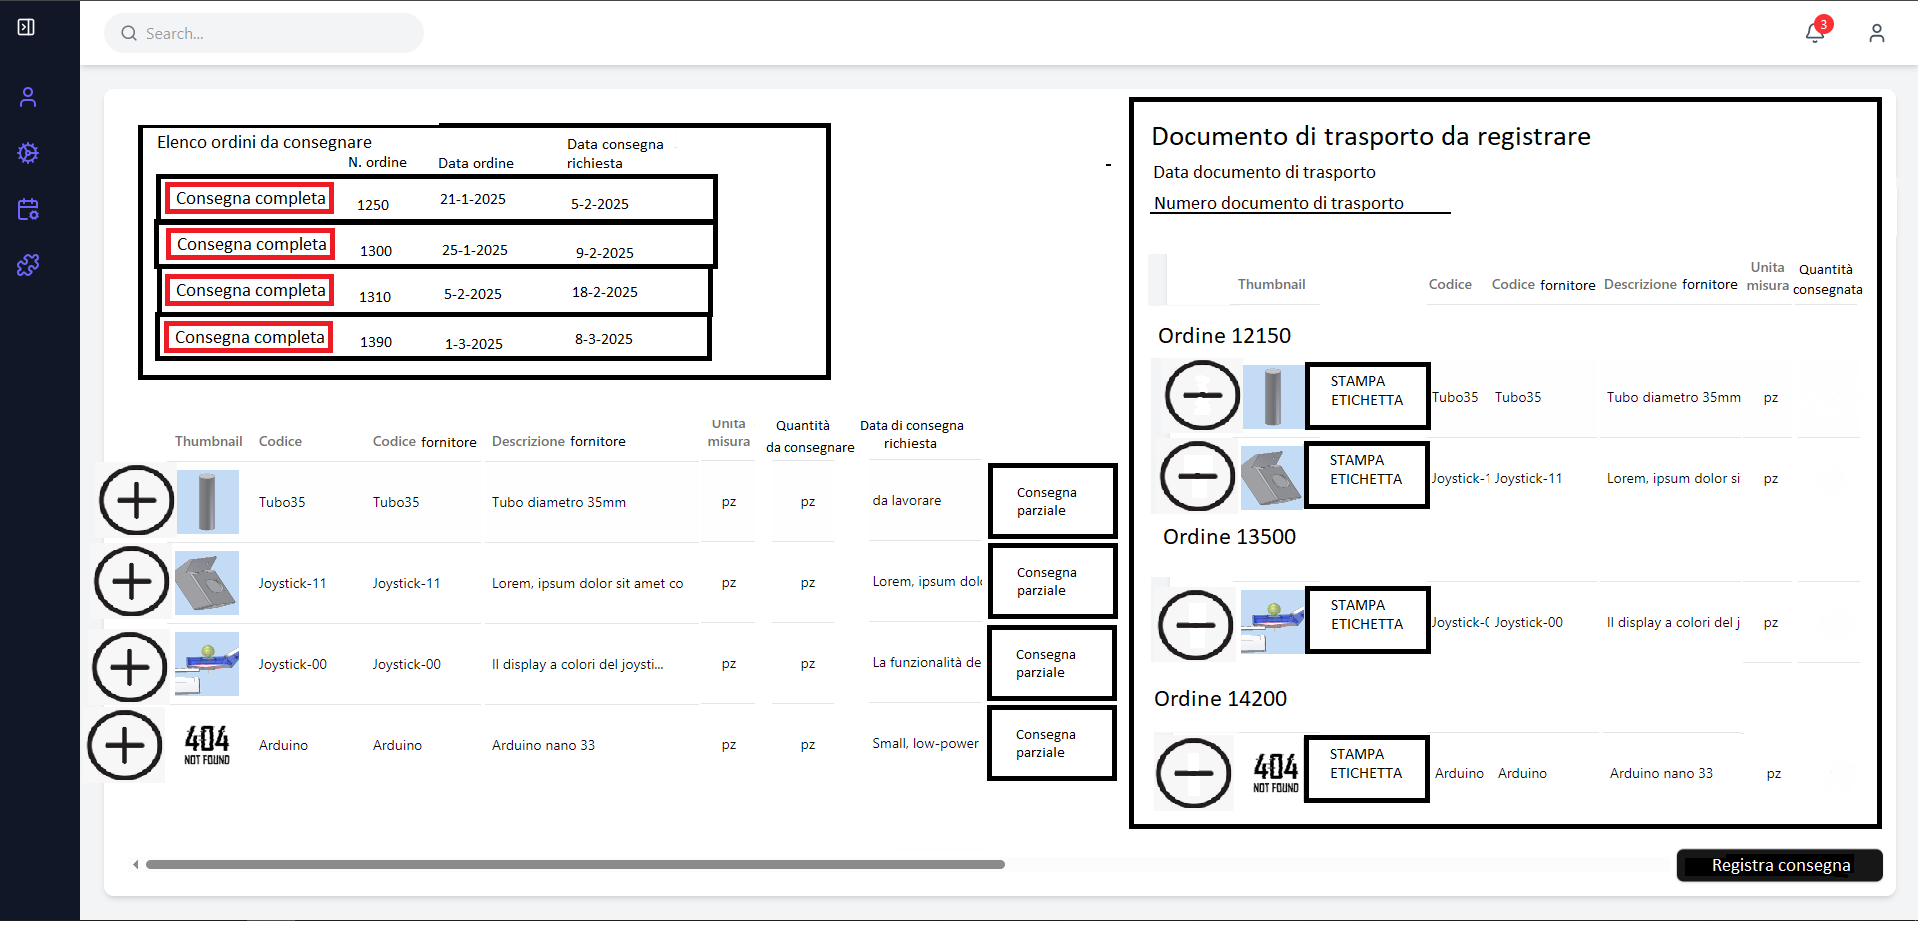 Search...
3
Elenco ordini da consegnare
N. ordine Data ordine Data consegna richiesta
Consegna completa 1250 21-1-2025 5-2-2025
Consegna completa 1300 25-1-2025 9-2-2025
Consegna completa 1310 5-2-2025 18-2-2025
Consegna completa 1390 1-3-2025 8-3-2025
Thumbnail Codice Codice fornitore Descrizione fornitore Unita misura Quantità da consegnare Data di consegna richiesta
Tubo35 Tubo35 Tubo diametro 35mm pz pz da lavorare Consegna parziale
Joystick-11 Joystick-11 Lorem, ipsum dolor sit amet co pz pz Lorem, ipsum dol Consegna parziale
Joystick-00 Joystick-00 Il display a colori del joysti... pz pz La funzionalità de Consegna parziale
404 NOT FOUND Arduino Arduino Arduino nano 33 pz pz Small, low-power Consegna parziale
Documento di trasporto da registrare
Data documento di trasporto
Numero documento di trasporto
Thumbnail Codice Codice fornitore Descrizione fornitore Unita misura Quantità consegnata
Ordine 12150
STAMPA ETICHETTA Tubo35 Tubo35 Tubo diametro 35mm pz
STAMPA ETICHETTA Joystick-1 Joystick-11 Lorem, ipsum dolor si pz
Ordine 13500
STAMPA ETICHETTA Joystick-0 Joystick-00 Il display a colori del j pz
Ordine 14200
404 NOT FOUND STAMPA ETICHETTA Arduino Arduino Arduino nano 33 pz
Registra consegna